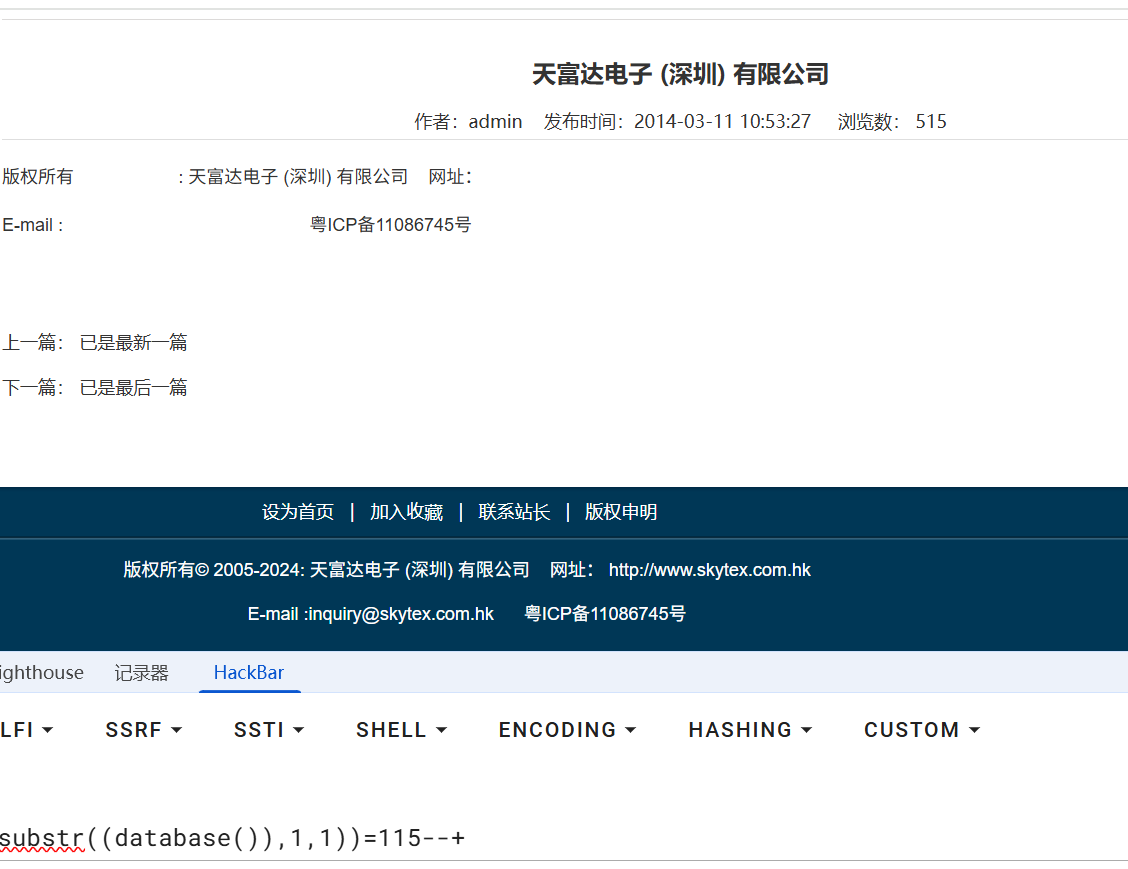 天富达电子 (深圳) 有限公司
作者：admin 发布时间：2014-03-11 10:53:27 浏览数： 515
版权所有 : 天富达电子 (深圳) 有限公司 网址：
E-mail : 粤ICP备11086745号
上一篇： 已是最新一篇
下一篇： 已是最后一篇
设为首页 | 加入收藏 | 联系站长 | 版权申明
版权所有© 2005-2024: 天富达电子 (深圳) 有限公司 网址： http://www.skytex.com.hk
E-mail :inquiry@skytex.com.hk 粤ICP备11086745号
ighthouse 记录器 HackBar
LFI SSRF SSTI SHELL ENCODING HASHING CUSTOM
substr((database()),1,1))=115--+